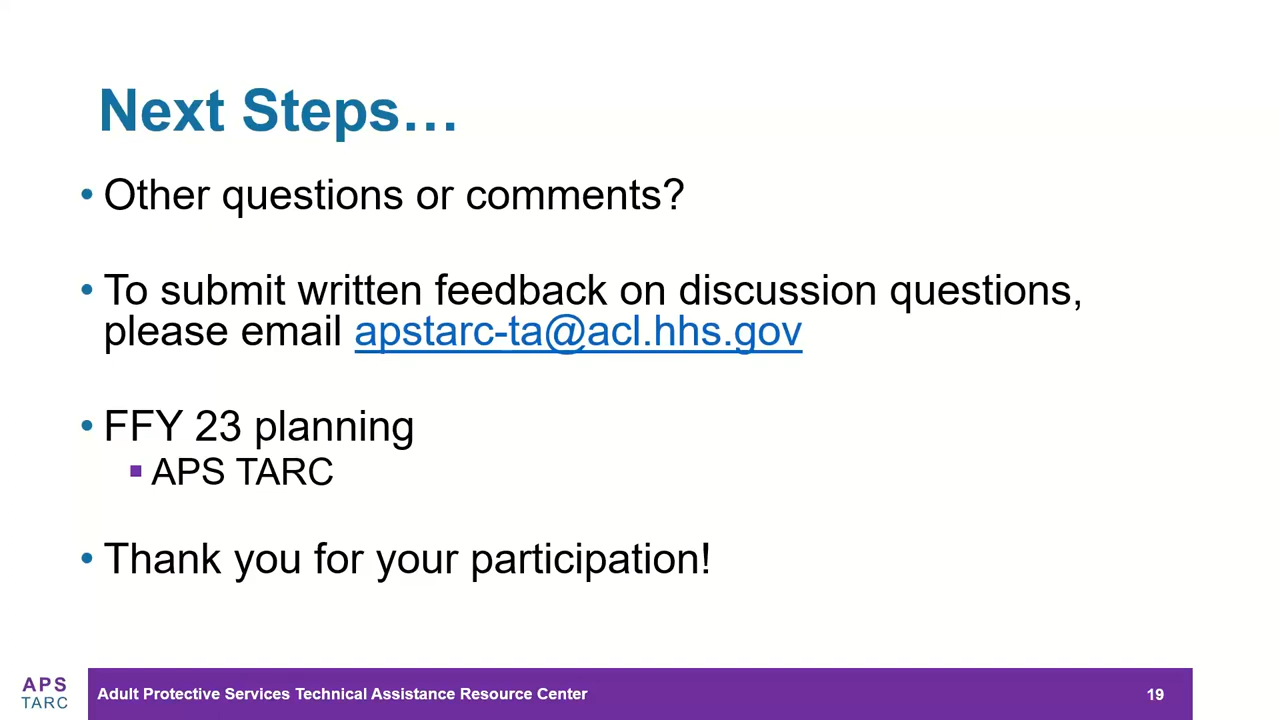 Next Steps…
• Other questions or comments?
• To submit written feedback on discussion questions,
please email apstarc-ta@acl.hhs.gov
• FFY 23 planning
▪ APS TARC
• Thank you for your participation!
APS
TARC
Adult Protective Services Technical Assistance Resource Center
19